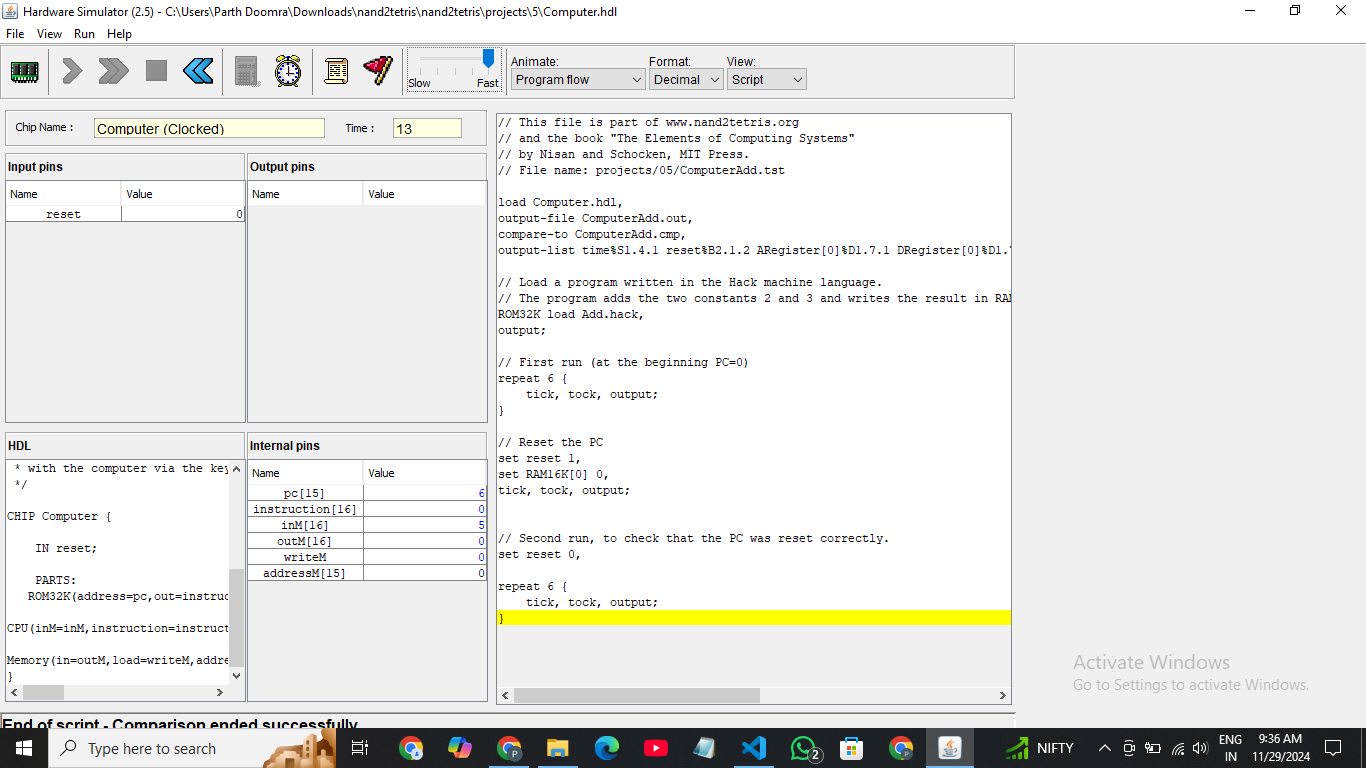 Hardware Simulator (2.5) - C:\Users\Parth Doomra\Downloads\nand2tetris\nand2tetris\projects\5\Computer.hdl
File View Run Help
Animate: Format: View:
Slow Fast Program flow Decimal Script
Chip Name : Computer (Clocked) Time : 13
Input pins
Name Value
reset 0
Output pins
Name Value
HDL
* with the computer via the key
*/
CHIP Computer {
IN reset;
PARTS:
ROM32K(address=pc,out=instruc
CPU(inM=inM,instruction=instruct
Memory(in=outM,load=writeM,addre
}
Internal pins
Name Value
pc[15] 6
instruction[16] 0
inM[16] 5
outM[16] 0
writeM 0
addressM[15] 0
// This file is part of www.nand2tetris.org
// and the book "The Elements of Computing Systems"
// by Nisan and Schocken, MIT Press.
// File name: projects/05/ComputerAdd.tst
load Computer.hdl,
output-file ComputerAdd.out,
compare-to ComputerAdd.cmp,
output-list time%S1.4.1 reset%B2.1.2 ARegister[0]%D1.7.1 DRegister[0]%D1.
// Load a program written in the Hack machine language.
// The program adds the two constants 2 and 3 and writes the result in RAM
ROM32K load Add.hack,
output;
// First run (at the beginning PC=0)
repeat 6 {
tick, tock, output;
}
// Reset the PC
set reset 1,
set RAM16K[0] 0,
tick, tock, output;
// Second run, to check that the PC was reset correctly.
set reset 0,
repeat 6 {
tick, tock, output;
}
End of script - Comparison ended successfully
Activate Windows
Go to Settings to activate Windows.
Type here to search
2
NIFTY
ENG
IN
9:36 AM
11/29/2024